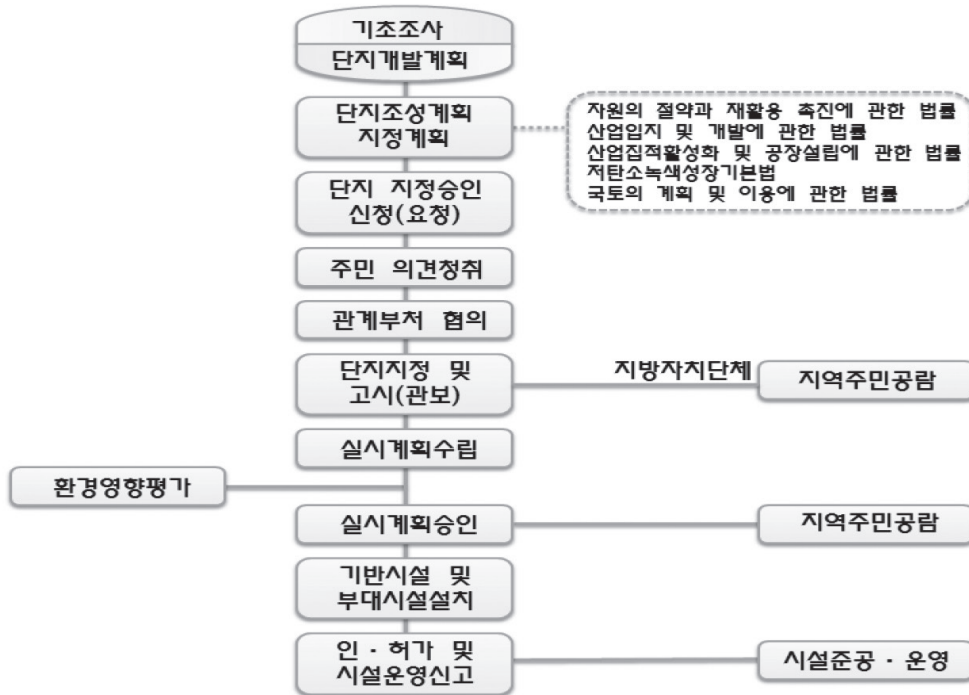 기초조사
단지개발계획
단지조성계획
지정계획
자원의 절약과 재활용 촉진에 관한 법률
산업입지 및 개발에 관한 법률
산업집적활성화 및 공장설립에 관한 법률
저탄소녹색성장기본법
국토의 계획 및 이용에 관한 법률
단지 지정승인
신청(요청)
주민 의견청취
관계부처 협의
단지지정 및
고시(관보)
지방자치단체
지역주민공람
실시계획수립
환경영향평가
실시계획승인
지역주민공람
기반시설 및
부대시설설치
인·허가 및
시설운영신고
시설준공·운영